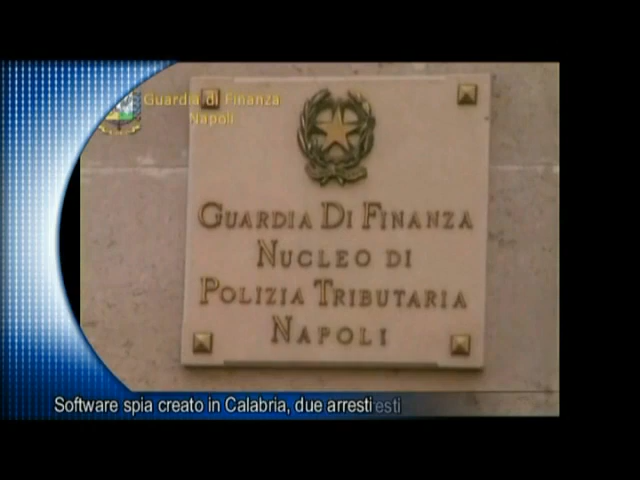 Guardia di Finanza
Napoli
GUARDIA DI FINANZA
NUCLEO DI
POLIZIA TRIBUTARIA
NAPOLI
Software spia creato in Calabria, due arresti esti